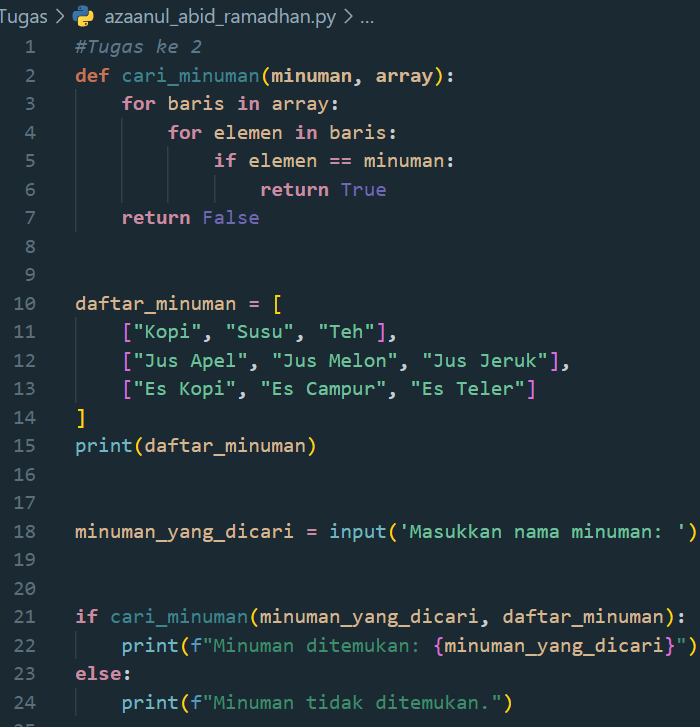 Tugas > azaanul_abid_ramadhan.py > ...
1 #Tugas ke 2
2 def cari_minuman(minuman, array):
3     for baris in array:
4         for elemen in baris:
5             if elemen == minuman:
6                 return True
7     return False
8
9
10 daftar_minuman = [
11     ["Kopi", "Susu", "Teh"],
12     ["Jus Apel", "Jus Melon", "Jus Jeruk"],
13     ["Es Kopi", "Es Campur", "Es Teler"]
14 ]
15 print(daftar_minuman)
16
17
18 minuman_yang_dicari = input('Masukkan nama minuman: ')
19
20
21 if cari_minuman(minuman_yang_dicari, daftar_minuman):
22     print(f"Minuman ditemukan: {minuman_yang_dicari}")
23 else:
24     print(f"Minuman tidak ditemukan.")